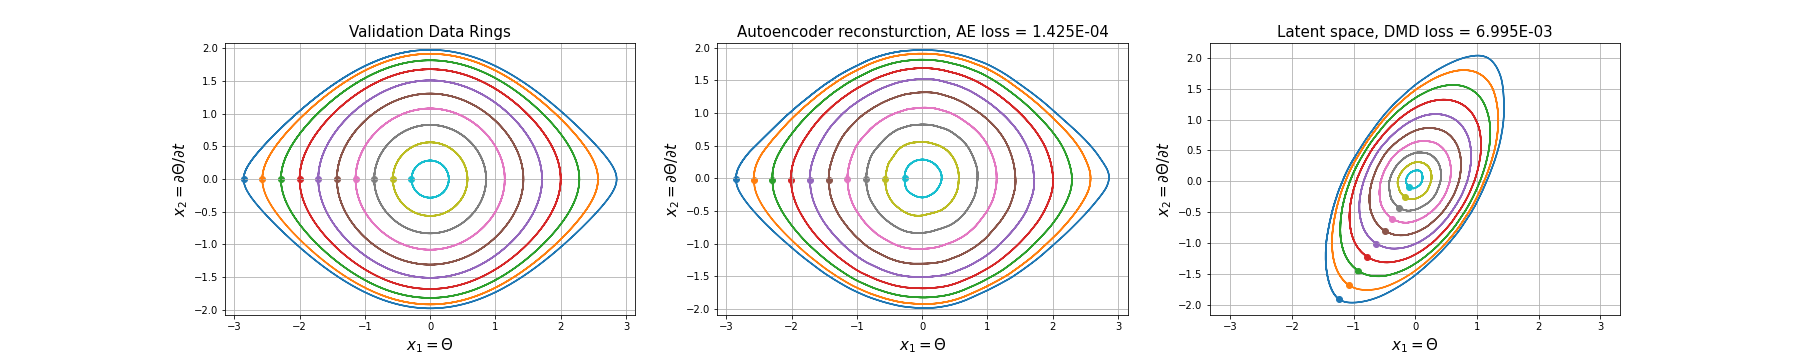 Validation Data Rings
2.0
1.5
1.0
0.5
0.0
−0.5
−1.0
−1.5
−2.0
x₂ = ∂Θ/∂t
−3 −2 −1 0 1 2 3
x₁ = Θ
Autoencoder reconsturction, AE loss = 1.425E-04
2.0
1.5
1.0
0.5
0.0
−0.5
−1.0
−1.5
−2.0
x₂ = ∂Θ/∂t
−3 −2 −1 0 1 2 3
x₁ = Θ
Latent space, DMD loss = 6.995E-03
2.0
1.5
1.0
0.5
0.0
−0.5
−1.0
−1.5
−2.0
x₂ = ∂Θ/∂t
−3 −2 −1 0 1 2 3
x₁ = Θ